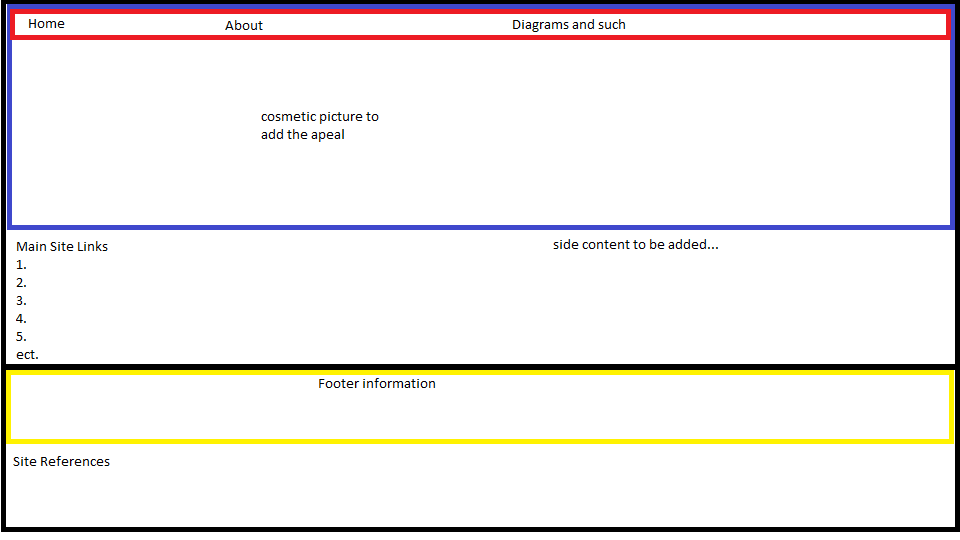 Home About Diagrams and such
cosmetic picture to
add the apeal
Main Site Links side content to be added...
1.
2.
3.
4.
5.
ect.
Footer information
Site References